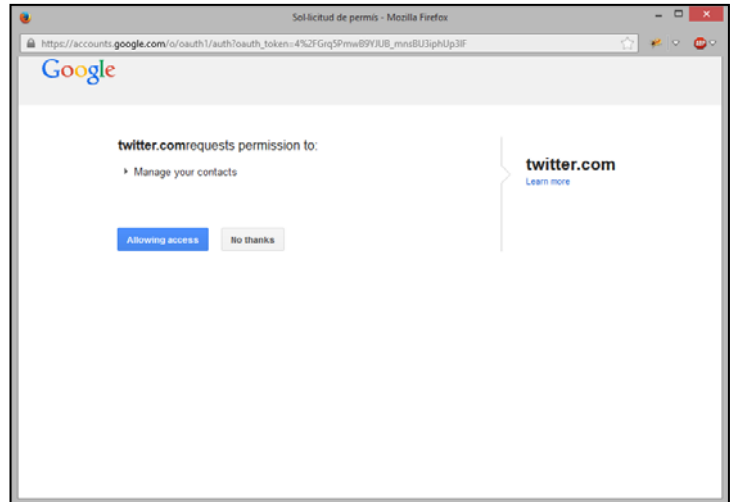 Sol·licitud de permís - Mozilla Firefox
https://accounts.google.com/o/oauth1/auth?oauth_token=4%2FGrq5PmwB9YJUB_mnsBU3iphUp3IF
Google
twitter.comrequests permission to:
Manage your contacts
twitter.com
Learn more
Allowing access
No thanks